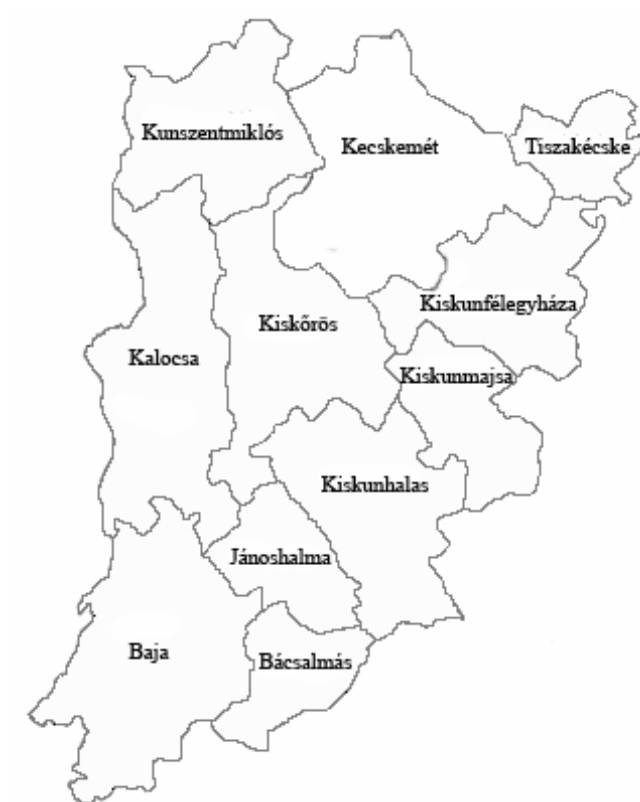 Kunszentmiklós
Kecskemét
Tiszakécske
Kiskunfélegyháza
Kiskőrös
Kalocsa
Kiskunmajsa
Kiskunhalas
Jánoshalma
Baja
Bácsalmás